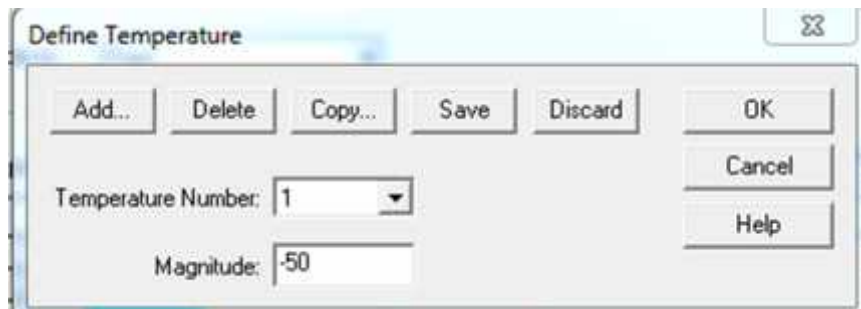 Define Temperature
Add... Delete Copy... Save Discard OK
Cancel
Temperature Number: 1
Help
Magnitude: -50